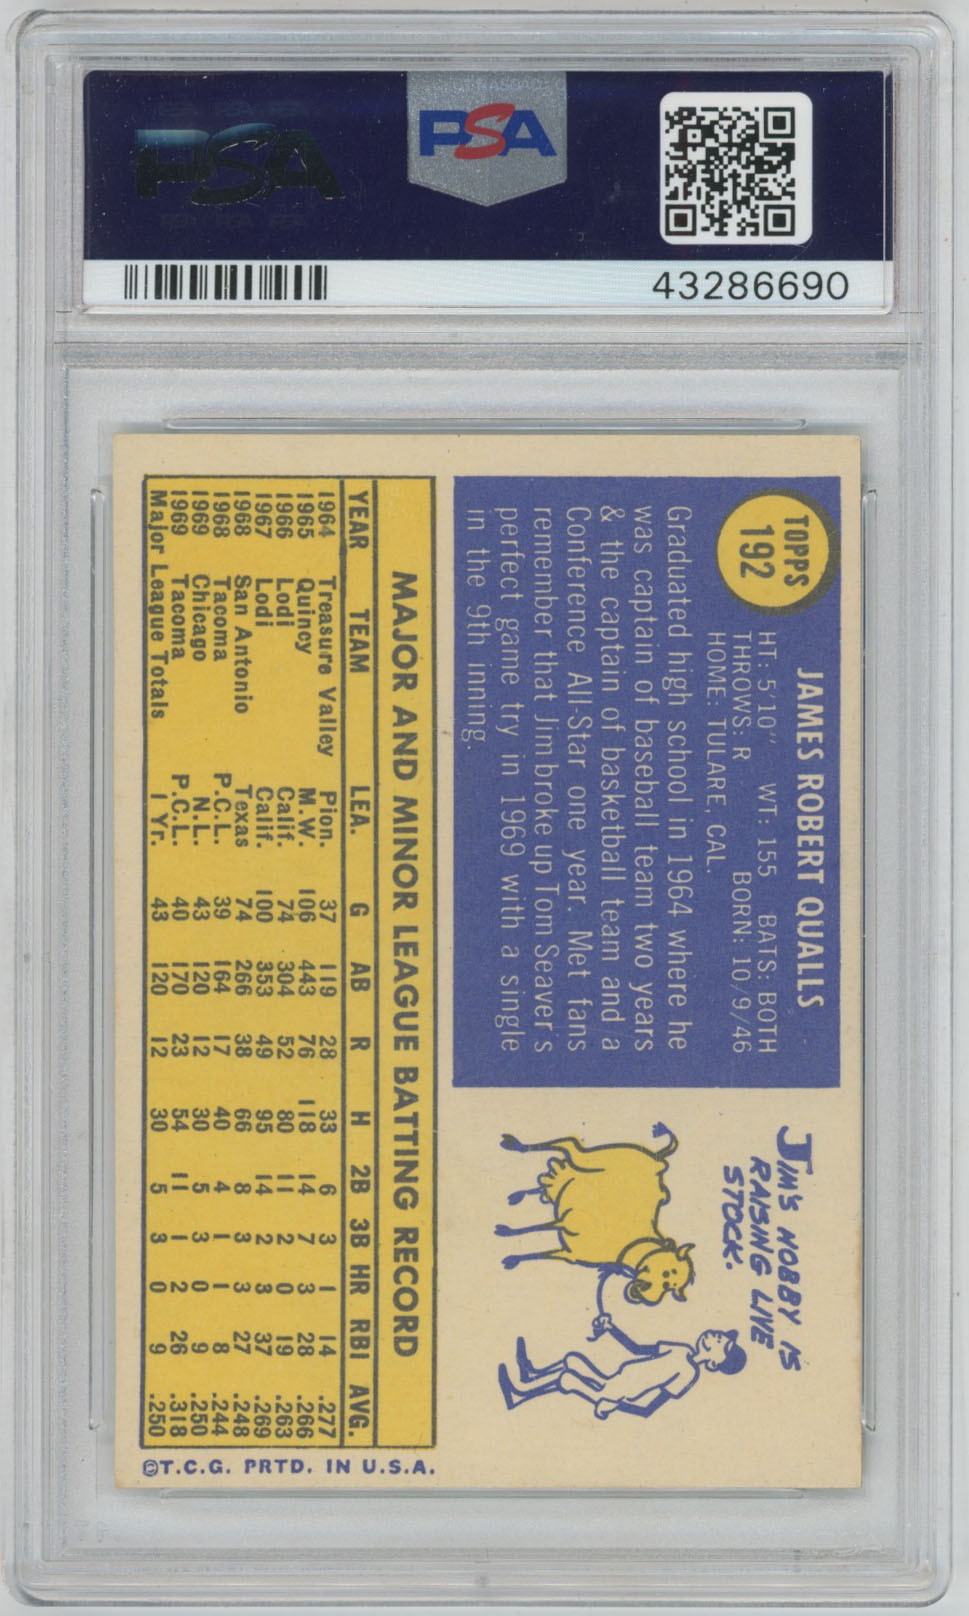 PSA
PSA
43286690
TOPPS
192
JAMES ROBERT QUALLS
HT: 5'10" WT: 155 BATS: BOTH
THROWS: R BORN: 10/9/46
HOME: TULARE, CAL.
Graduated high school in 1964 where he
was captain of baseball team two years
& the captain of basketball team and a
Conference All-Star one year. Met fans
remember that Jim broke up Tom Seaver's
perfect game try in 1969 with a single
in the 9th inning.
JIM'S HOBBY IS
RAISING LIVE
STOCK.
MAJOR AND MINOR LEAGUE BATTING RECORD
YEAR TEAM LEA. G AB R H 2B 3B HR RBI AVG.
1964 Treasure Valley Pion. 37 119 28 33 6 3 1 14 .277
1965 Quincy M.W. 106 443 76 118 14 7 3 28 .266
1966 Lodi Calif. 74 304 52 80 11 2 0 19 .263
1967 Lodi Calif. 100 353 49 95 14 2 3 37 .269
1968 San Antonio Texas 74 266 38 66 8 3 3 27 .248
1968 Tacoma P.C.L. 39 164 17 40 4 1 1 8 .244
1969 Chicago N.L. 43 120 12 30 5 3 0 9 .250
1969 Tacoma P.C.L. 40 170 23 54 11 1 2 26 .318
Major League Totals 1 Yr. 43 120 12 30 5 3 0 9 .250
©T.C.G. PRTD. IN U.S.A.